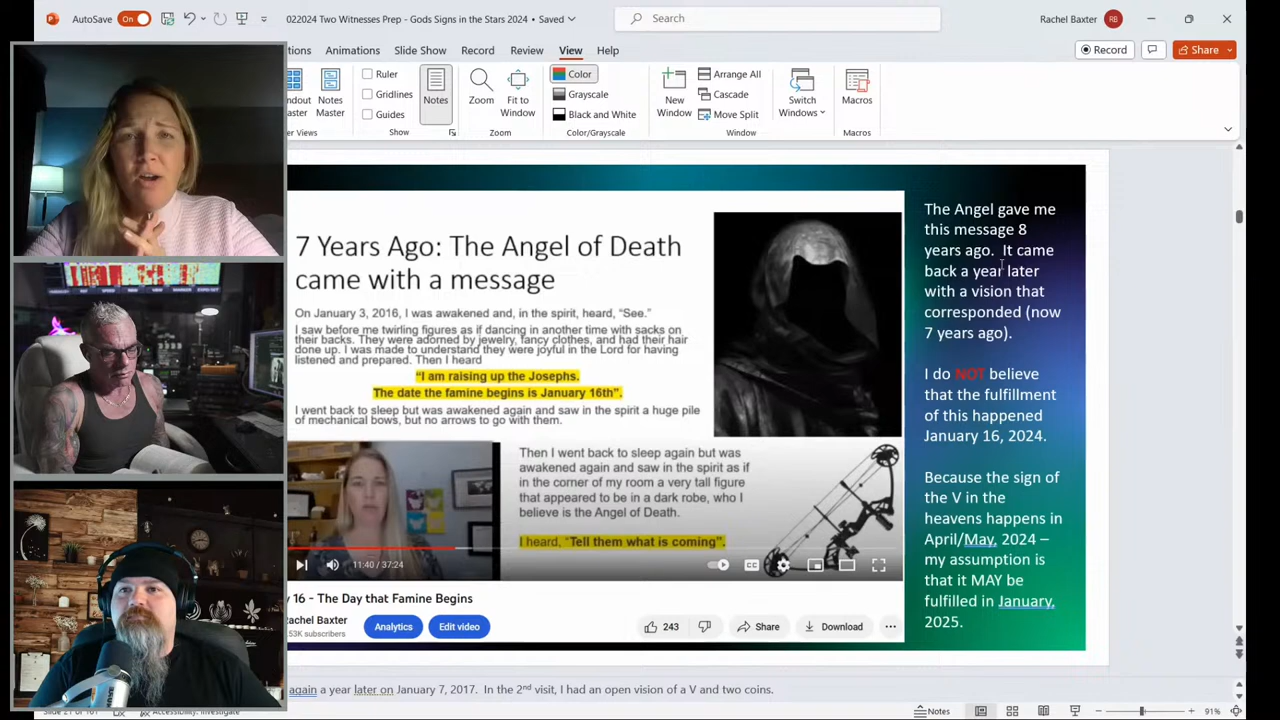 AutoSave
On
022024 Two Witnesses Prep - Gods Signs in the Stars 2024 • Saved
Search
Rachel Baxter
RB
tions
Animations
Slide Show
Record
Review
View
Help
Record
Share
ndout
aster
Notes
Master
er Views
Ruler
Gridlines
Guides
Show
Notes
Zoom
Fit to
Window
Zoom
Color
Grayscale
Black and White
Color/Grayscale
New
Window
Arrange All
Cascade
Move Split
Window
Switch
Windows
Macros
Macros
7 Years Ago: The Angel of Death
came with a message
On January 3, 2016, I was awakened and, in the spirit, heard, “See.”
I saw before me twirling figures as if dancing in another time with sacks on
their backs. They were adorned by jewelry, fancy clothes, and had their hair
done up. I was made to understand they were joyful in the Lord for having
listened and prepared. Then I heard
“I am raising up the Josephs.
The date the famine begins is January 16th”.
I went back to sleep but was awakened again and saw in the spirit a huge pile
of mechanical bows, but no arrows to go with them.
Then I went back to sleep again but was
awakened again and saw in the spirit as if
in the corner of my room a very tall figure
that appeared to be in a dark robe, who I
believe is the Angel of Death.
I heard, “Tell them what is coming”.
11:40 / 37:24
CC
y 16 - The Day that Famine Begins
Rachel Baxter
53K subscribers
Analytics
Edit video
243
Share
Download
The Angel gave me
this message 8
years ago. It came
back a year later
with a vision that
corresponded (now
7 years ago).
I do NOT believe
that the fulfillment
of this happened
January 16, 2024.
Because the sign of
the V in the
heavens happens in
April/May, 2024 –
my assumption is
that it MAY be
fulfilled in January,
2025.
again a year later on January 7, 2017. In the 2nd visit, I had an open vision of a V and two coins.
Accessibility: Investigate
Notes
91%